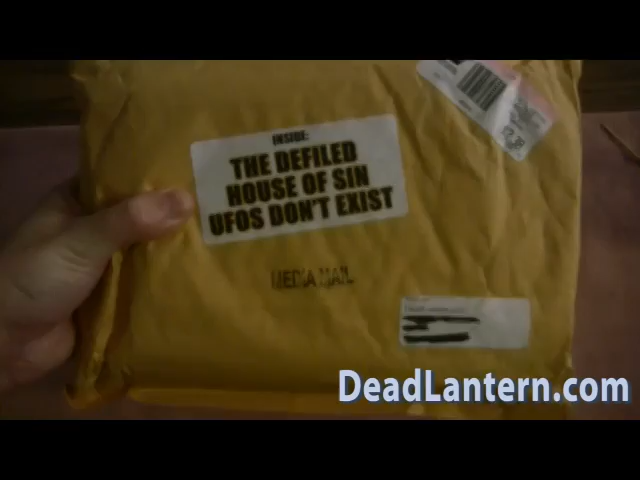 INSIDE:
THE DEFILED
HOUSE OF SIN
UFOS DON'T EXIST
MEDIA MAIL
DeadLantern.com